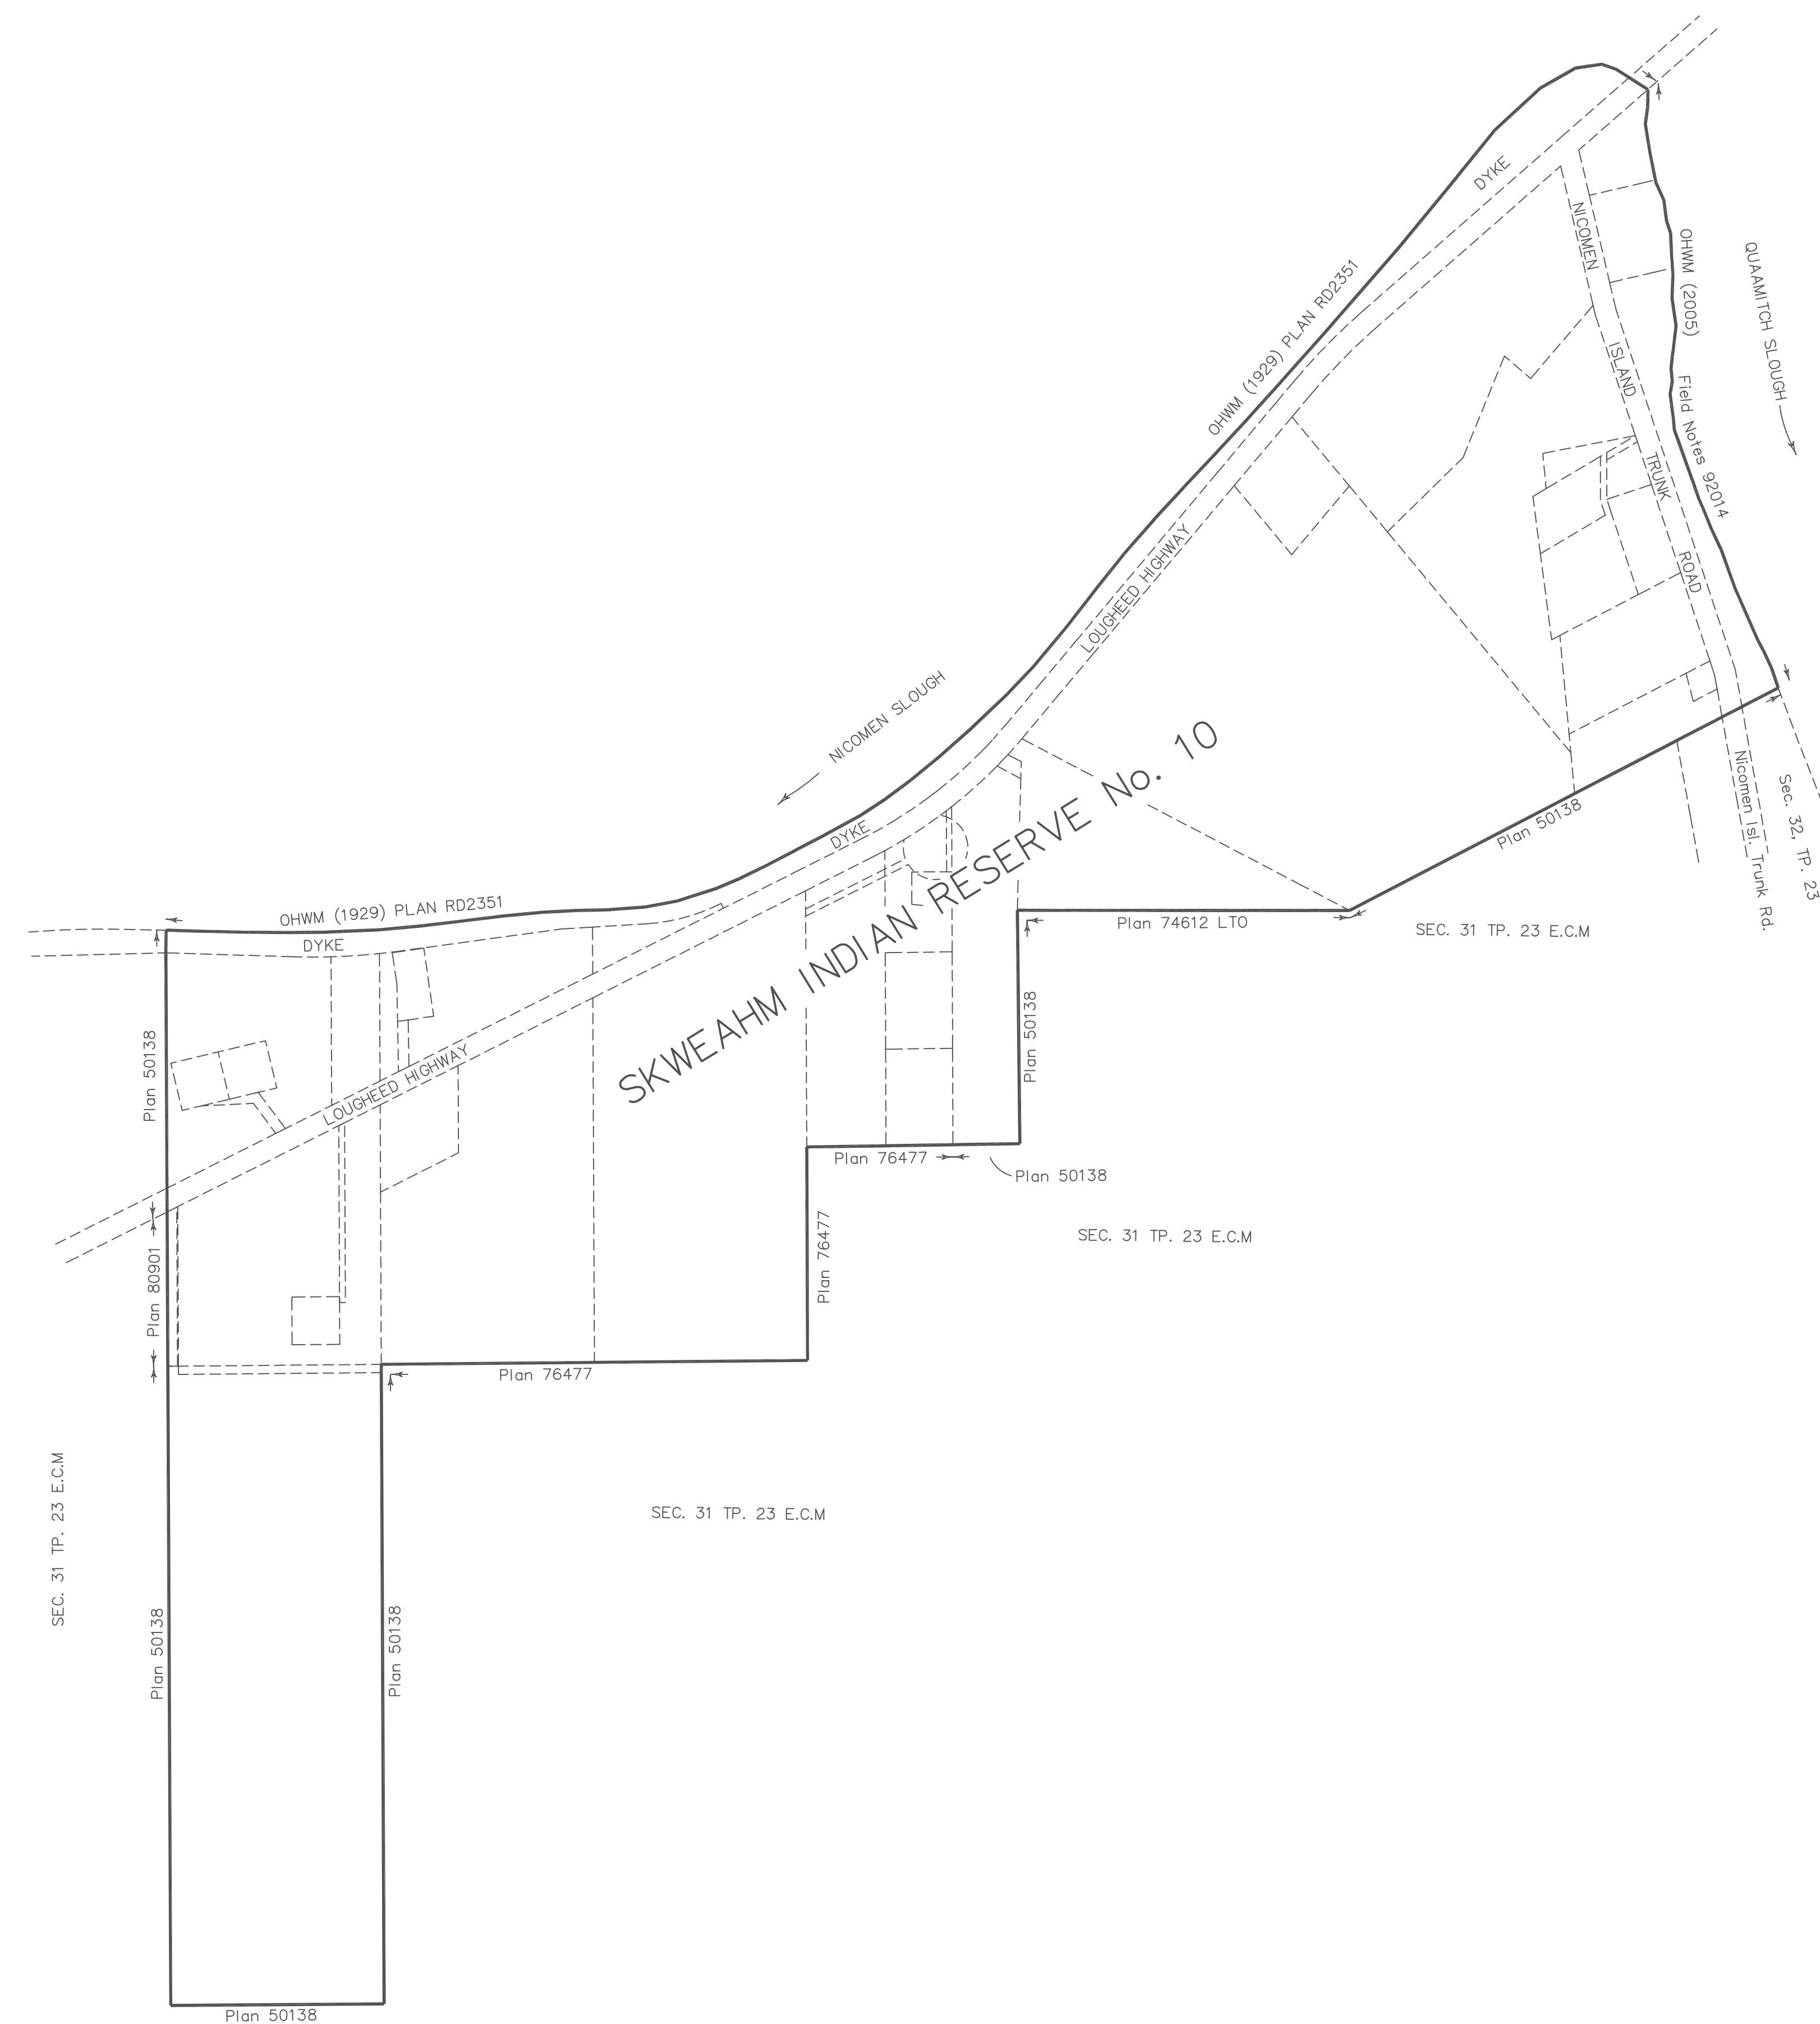 DYKE
NICOMEN
ISLAND
TRUNK
ROAD
OHWM (2005) Field Notes 92014
QUAAMITCH SLOUGH
OHWM (1929) PLAN RD2351
LOUGHEED HIGHWAY
NICOMEN SLOUGH
SKWEAHM INDIAN RESERVE No. 10
DYKE
Plan 50138
Nicomen Isl. Trunk Rd.
Sec. 32, TP. 23
OHWM (1929) PLAN RD2351
DYKE
Plan 74612 LTO
SEC. 31 TP. 23 E.C.M
Plan 50138
Plan 50138
LOUGHEED HIGHWAY
Plan 76477
Plan 50138
Plan 80901
Plan 76477
SEC. 31 TP. 23 E.C.M
Plan 76477
SEC. 31 TP. 23 E.C.M
SEC. 31 TP. 23 E.C.M
Plan 50138
Plan 50138
Plan 50138